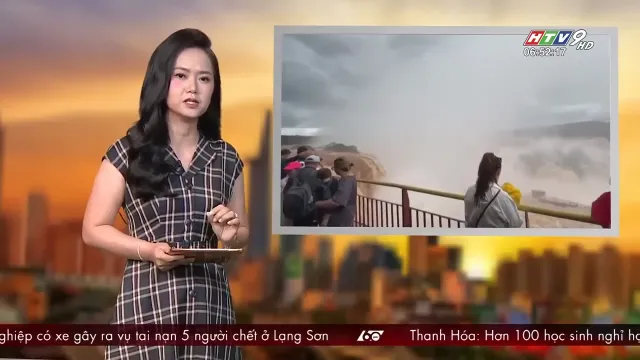 HTV9 HD
06:52:17
nghiệp có xe gây ra vụ tai nạn 5 người chết ở Lạng Sơn
Thanh Hóa: Hơn 100 học sinh nghỉ h